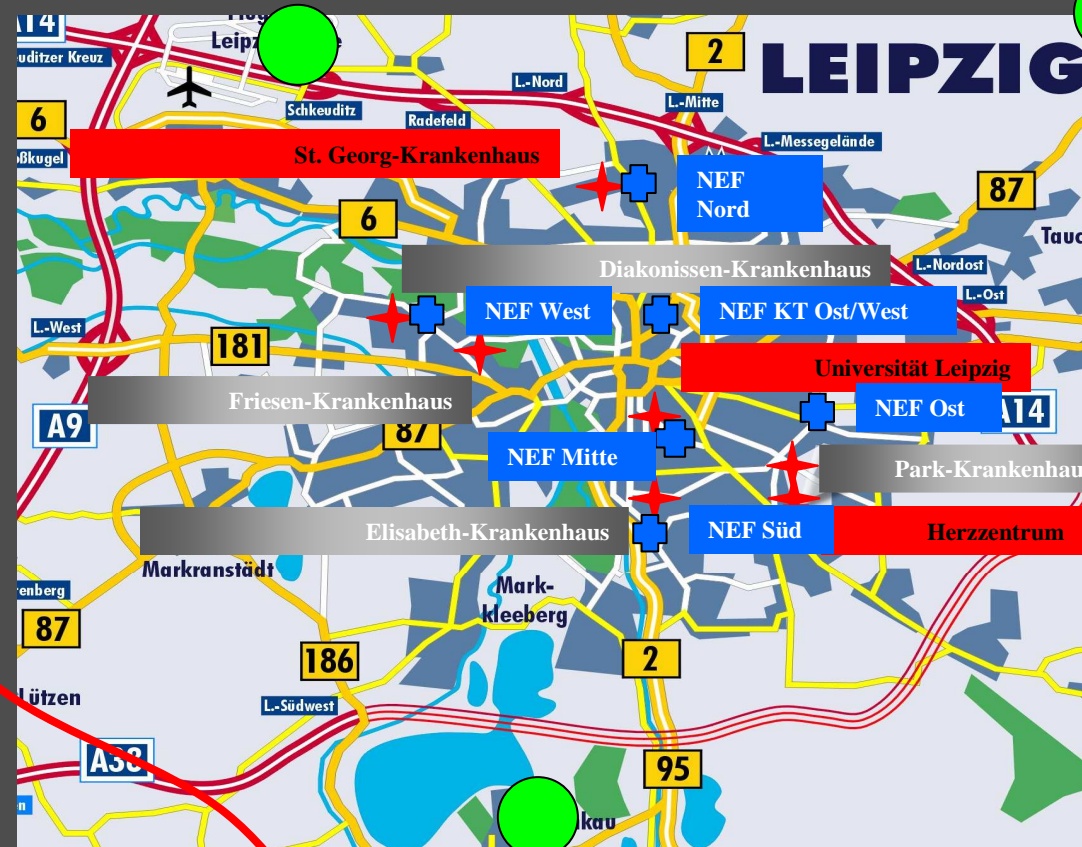 A14
Leipz
2
LEIPZIG
uditzer Kreuz
L.-Nord
L.-Mitte
Schkeuditz
Radefeld
6
L.-Messegelände
St. Georg-Krankenhaus
NEF
Nord
87
6
Tauc
Diakonissen-Krankenhaus
L.-Nordost
L.-Ost
NEF West
NEF KT Ost/West
L.-West
181
Universität Leipzig
Friesen-Krankenhaus
NEF Ost
A9
A14
87
NEF Mitte
Park-Krankenhau
Elisabeth-Krankenhaus
NEF Süd
Herzzentrum
Markranstädt
Mark-
kleeberg
enberg
87
186
2
Lützen
L.-Südwest
A38
95
kau